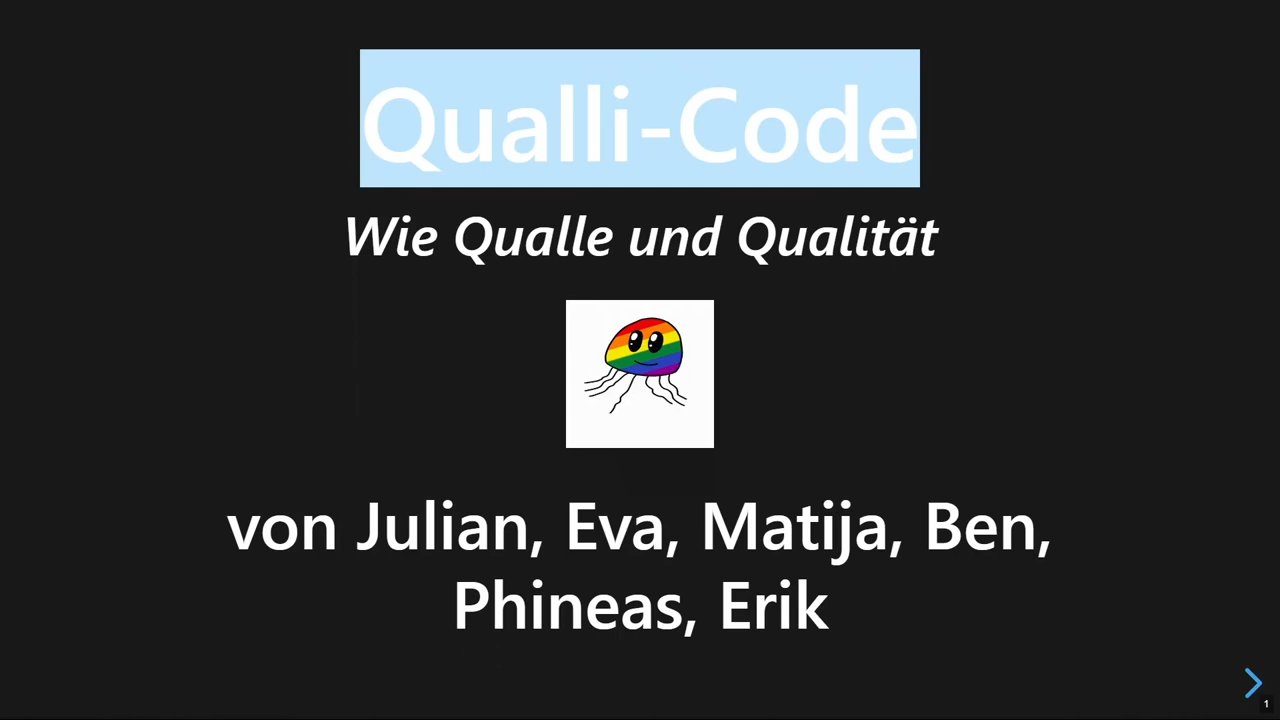 Qualli-Code
Wie Qualle und Qualität
von Julian, Eva, Matija, Ben,
Phineas, Erik
1